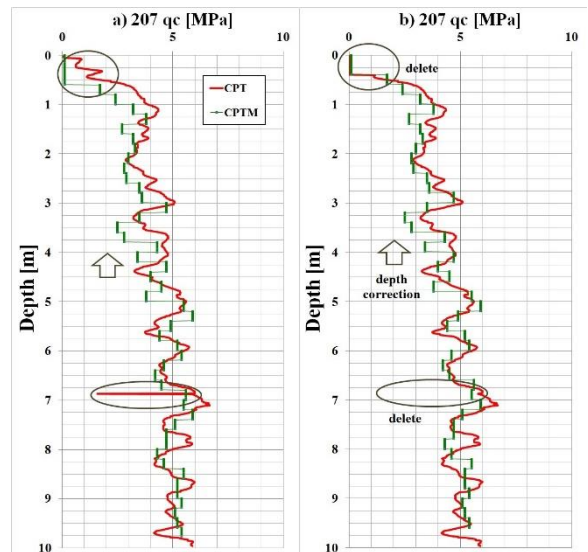 a) 207 qc [MPa]
0 5 10
0
1
2
3
4
5
6
7
8
9
10
Depth [m]
CPT
CPTM
b) 207 qc [MPa]
0 5 10
0
1
2
3
4
5
6
7
8
9
10
Depth [m]
delete
depth
correction
delete